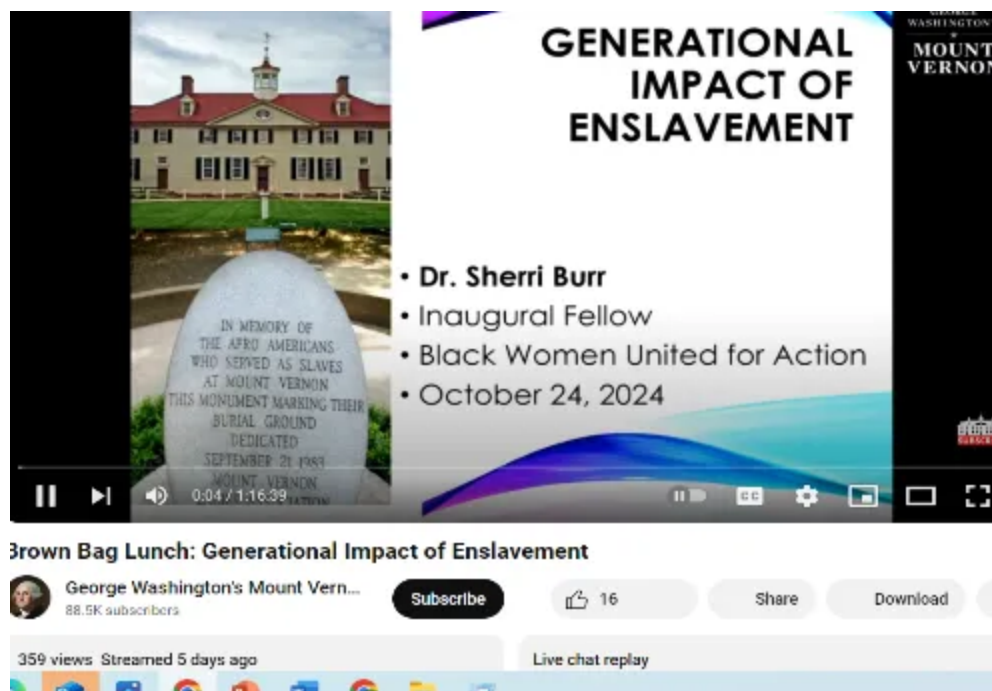 GENERATIONAL
IMPACT OF
ENSLAVEMENT
WASHINGTON'S
MOUNT
VERNON
• Dr. Sherri Burr
• Inaugural Fellow
• Black Women United for Action
• October 24, 2024
IN MEMORY OF
THE AFRO AMERICANS
WHO SERVED AS SLAVES
AT MOUNT VERNON
THIS MONUMENT MARKING THEIR
BURIAL GROUND
DEDICATED
SEPTEMBER 21 1983
MOUNT VERNON
0:04 / 1:16:39
CC
Brown Bag Lunch: Generational Impact of Enslavement
George Washington's Mount Vern...
88.5K subscribers
Subscribe
16
Share
Download
359 views Streamed 5 days ago
Live chat replay